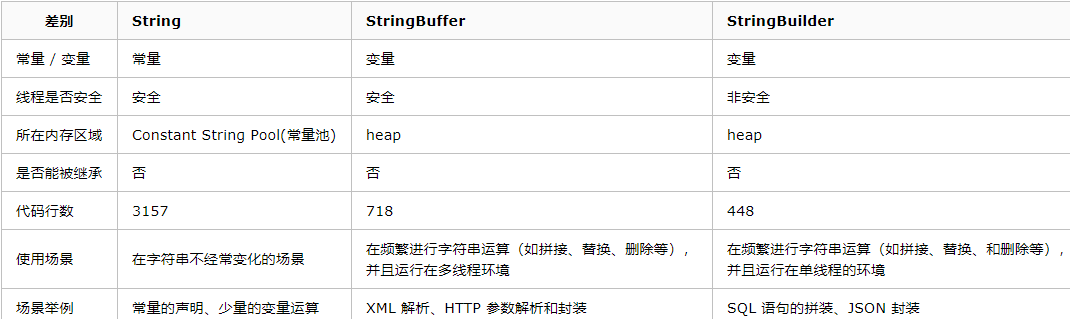 差别 String StringBuffer StringBuilder
常量 / 变量 常量 变量 变量
线程是否安全 安全 安全 非安全
所在内存区域 Constant String Pool(常量池) heap heap
是否能被继承 否 否 否
代码行数 3157 718 448
使用场景 在字符串不经常变化的场景 在频繁进行字符串运算（如拼接、替换、删除等）， 在频繁进行字符串运算（如拼接、替换、和删除等），
并且运行在多线程环境 并且运行在单线程的环境
场景举例 常量的声明、少量的变量运算 XML 解析、HTTP 参数解析和封装 SQL 语句的拼装、JSON 封装